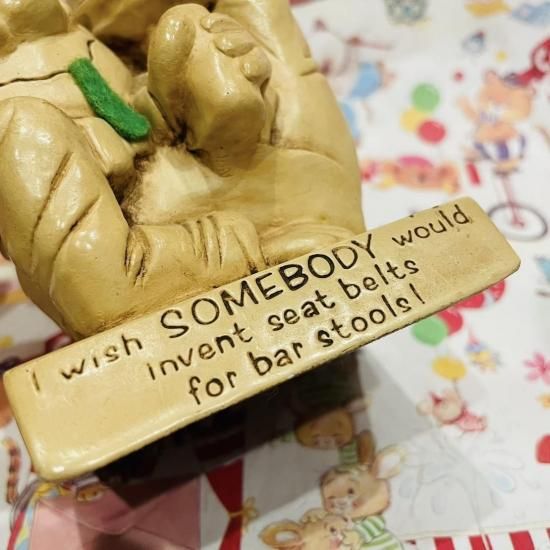 i wish SOMEBODY would
invent seat belts
for bar stools!